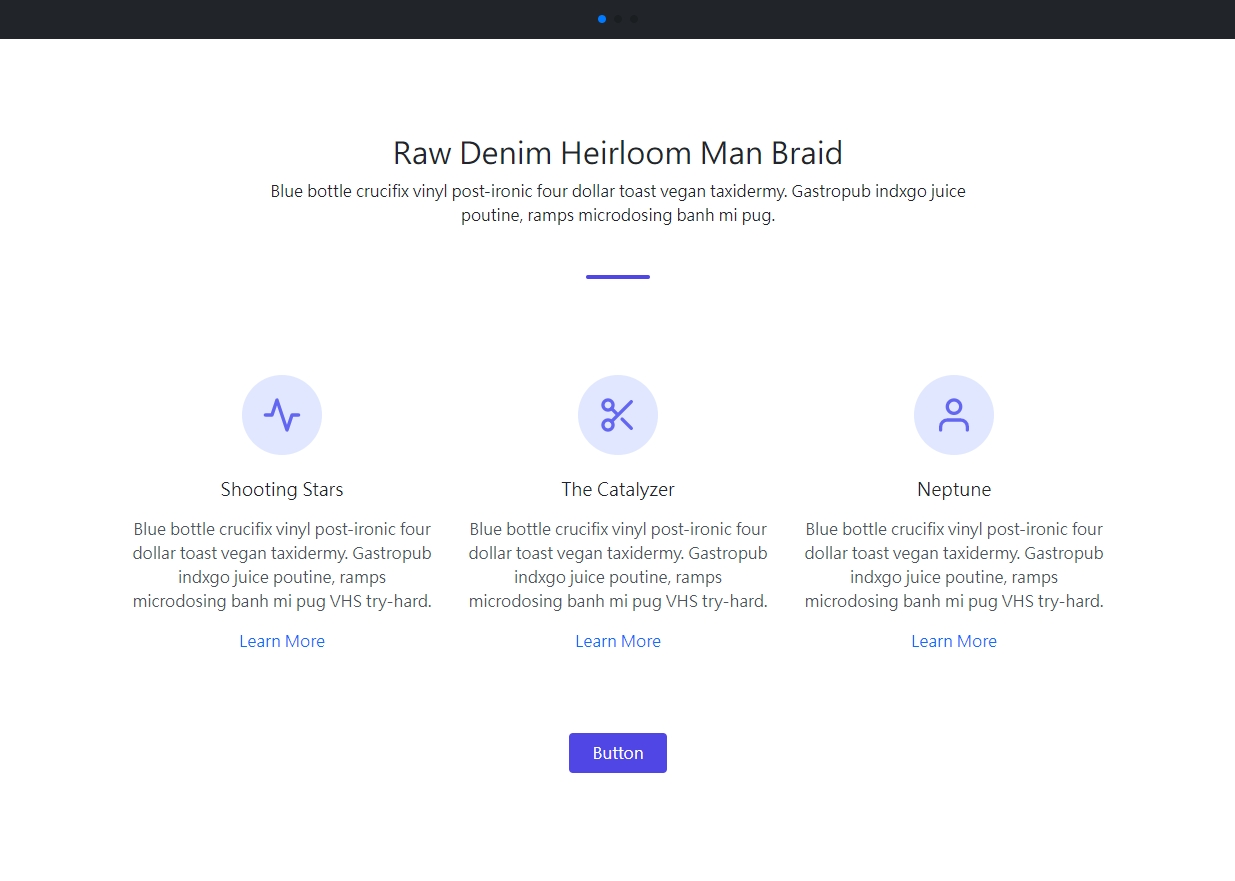 Raw Denim Heirloom Man Braid
Blue bottle crucifix vinyl post-ironic four dollar toast vegan taxidermy. Gastropub indxgo juice
poutine, ramps microdosing banh mi pug.
Shooting Stars
Blue bottle crucifix vinyl post-ironic four
dollar toast vegan taxidermy. Gastropub
indxgo juice poutine, ramps
microdosing banh mi pug VHS try-hard.
Learn More
The Catalyzer
Blue bottle crucifix vinyl post-ironic four
dollar toast vegan taxidermy. Gastropub
indxgo juice poutine, ramps
microdosing banh mi pug VHS try-hard.
Learn More
Neptune
Blue bottle crucifix vinyl post-ironic four
dollar toast vegan taxidermy. Gastropub
indxgo juice poutine, ramps
microdosing banh mi pug VHS try-hard.
Learn More
Button